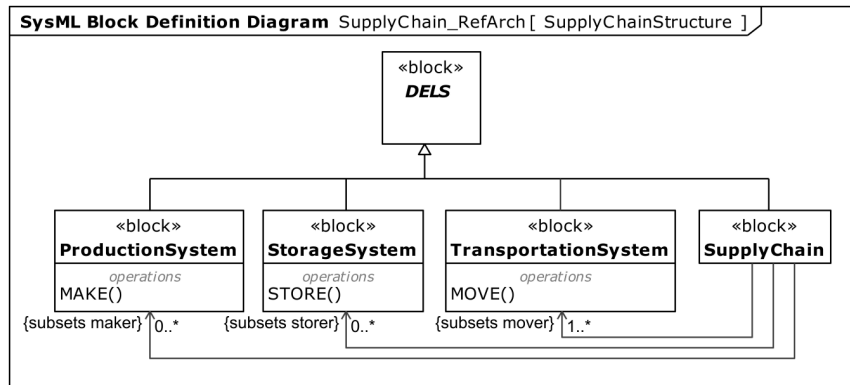 SysML Block Definition Diagram SupplyChain_RefArch [ SupplyChainStructure ]
«block»
DELS
«block»
ProductionSystem
operations
MAKE()
{subsets maker} 0..*
«block»
StorageSystem
operations
STORE()
{subsets storer} 0..*
«block»
TransportationSystem
operations
MOVE()
{subsets mover} 1..*
«block»
SupplyChain